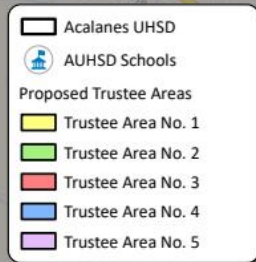 Acalanes UHSD
AUHSD Schools
Proposed Trustee Areas
Trustee Area No. 1
Trustee Area No. 2
Trustee Area No. 3
Trustee Area No. 4
Trustee Area No. 5